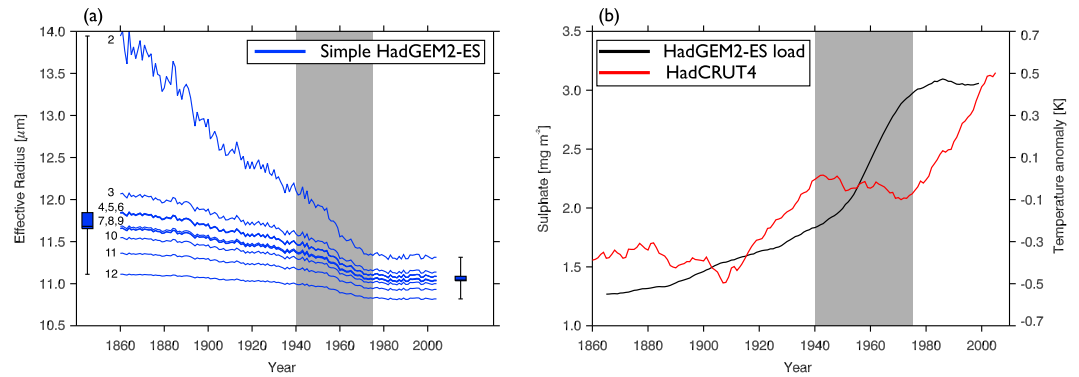 (a)
14.0
13.5
13.0
12.5
12.0
11.5
11.0
10.5
Effective Radius [μm]
Simple HadGEM2-ES
2
3
4,5,6
7,8,9
10
11
12
1860 1880 1900 1920 1940 1960 1980 2000
Year
(b)
3.5
3.0
2.5
2.0
1.5
1.0
Sulphate [mg m⁻²]
HadGEM2-ES load
HadCRUT4
0.7
0.5
0.3
0.1
-0.1
-0.3
-0.5
-0.7
Temperature anomaly [K]
1860 1880 1900 1920 1940 1960 1980 2000
Year